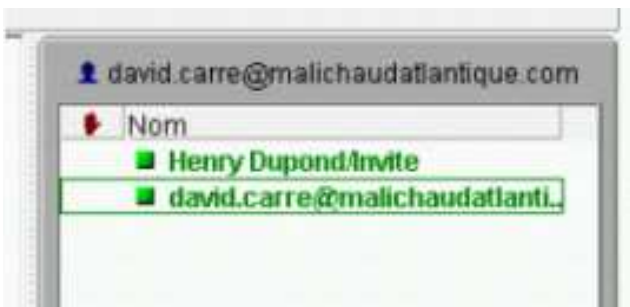 david.carre@malichaudatlantique.com
Nom
Henry Dupond/Invite
david.carre@malichaudatlanti..